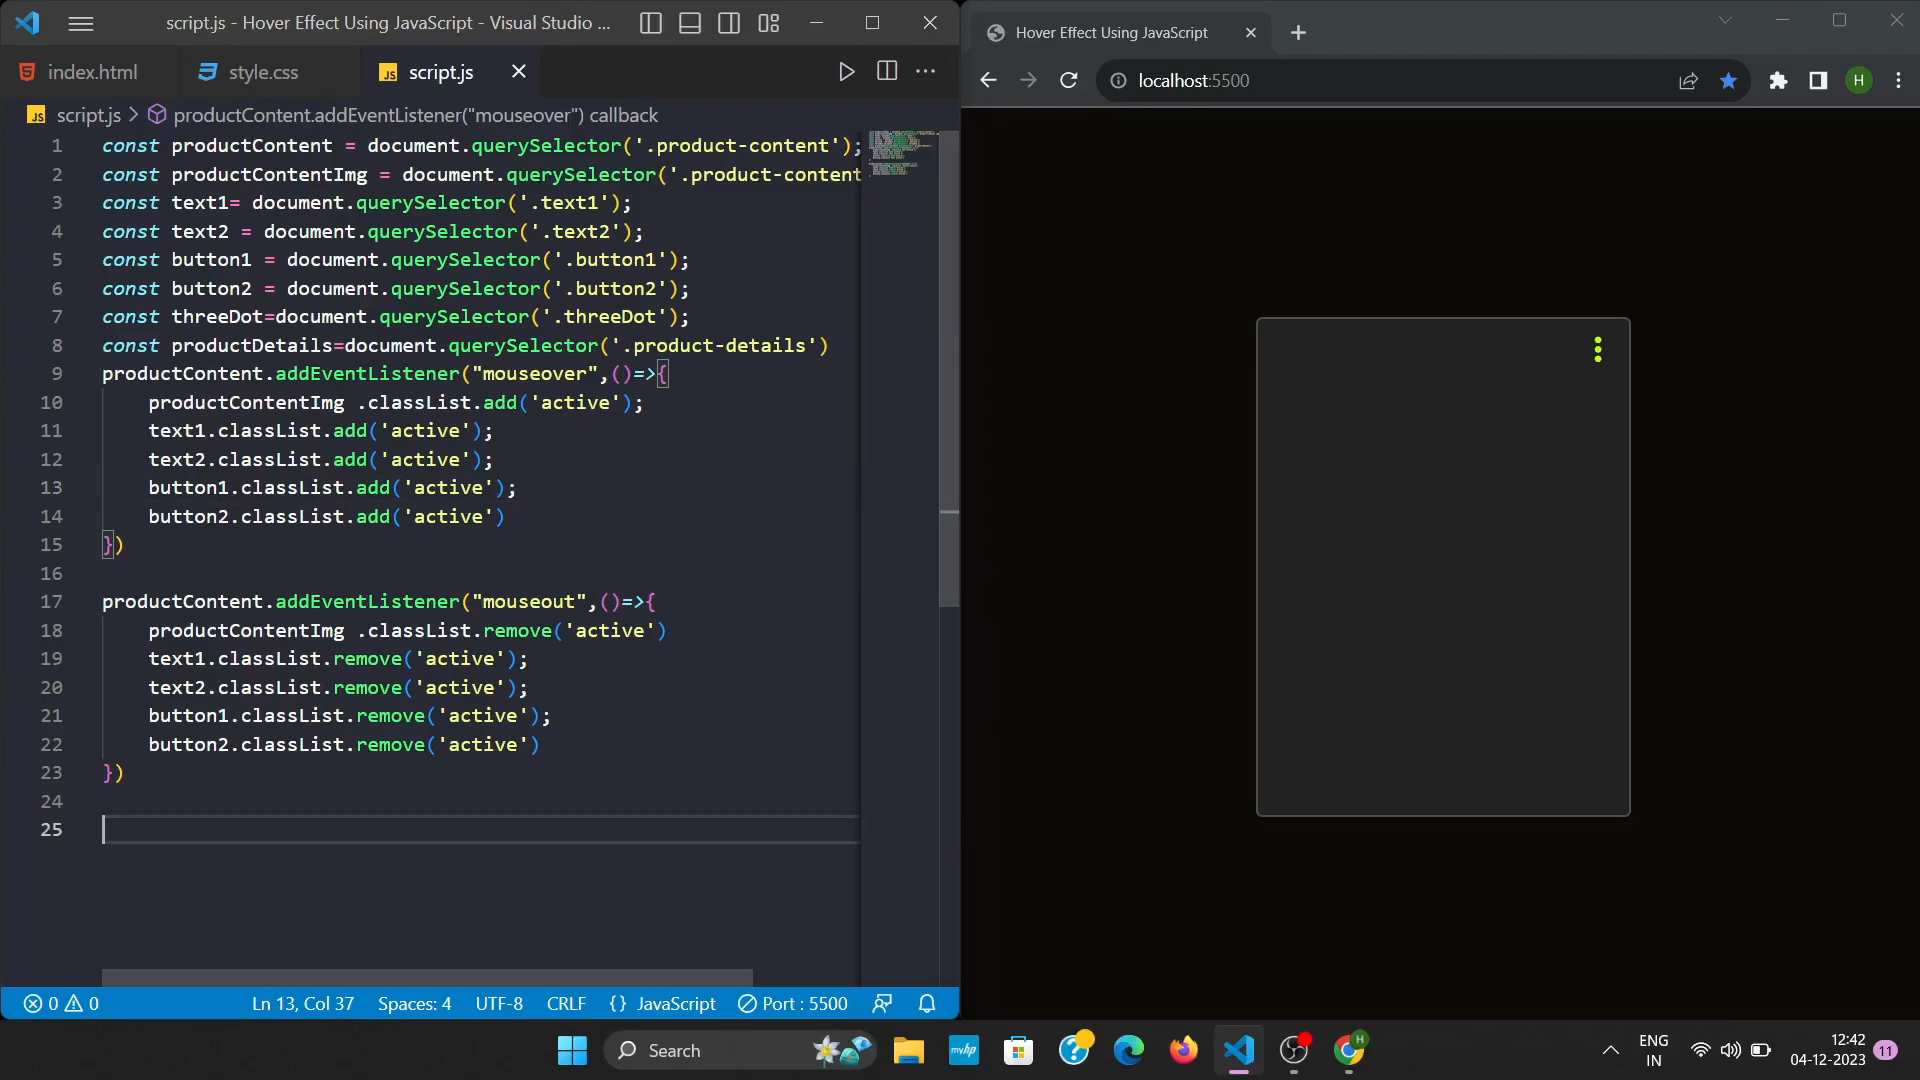 script.js - Hover Effect Using JavaScript - Visual Studio ...
index.html
style.css
JS script.js
JS script.js > productContent.addEventListener("mouseover") callback
1 const productContent = document.querySelector('.product-content');
2 const productContentImg = document.querySelector('.product-content
3 const text1= document.querySelector('.text1');
4 const text2 = document.querySelector('.text2');
5 const button1 = document.querySelector('.button1');
6 const button2 = document.querySelector('.button2');
7 const threeDot=document.querySelector('.threeDot');
8 const productDetails=document.querySelector('.product-details')
9 productContent.addEventListener("mouseover",()=>{
10 productContentImg .classList.add('active');
11 text1.classList.add('active');
12 text2.classList.add('active');
13 button1.classList.add('active');
14 button2.classList.add('active')
15 })
16
17 productContent.addEventListener("mouseout",()=>{
18 productContentImg .classList.remove('active')
19 text1.classList.remove('active');
20 text2.classList.remove('active');
21 button1.classList.remove('active');
22 button2.classList.remove('active')
23 })
24
25
0 0 Ln 13, Col 37 Spaces: 4 UTF-8 CRLF {} JavaScript Port : 5500
Hover Effect Using JavaScript
localhost:5500
H
Search
myhp
H
ENG
IN
12:42
04-12-2023
11